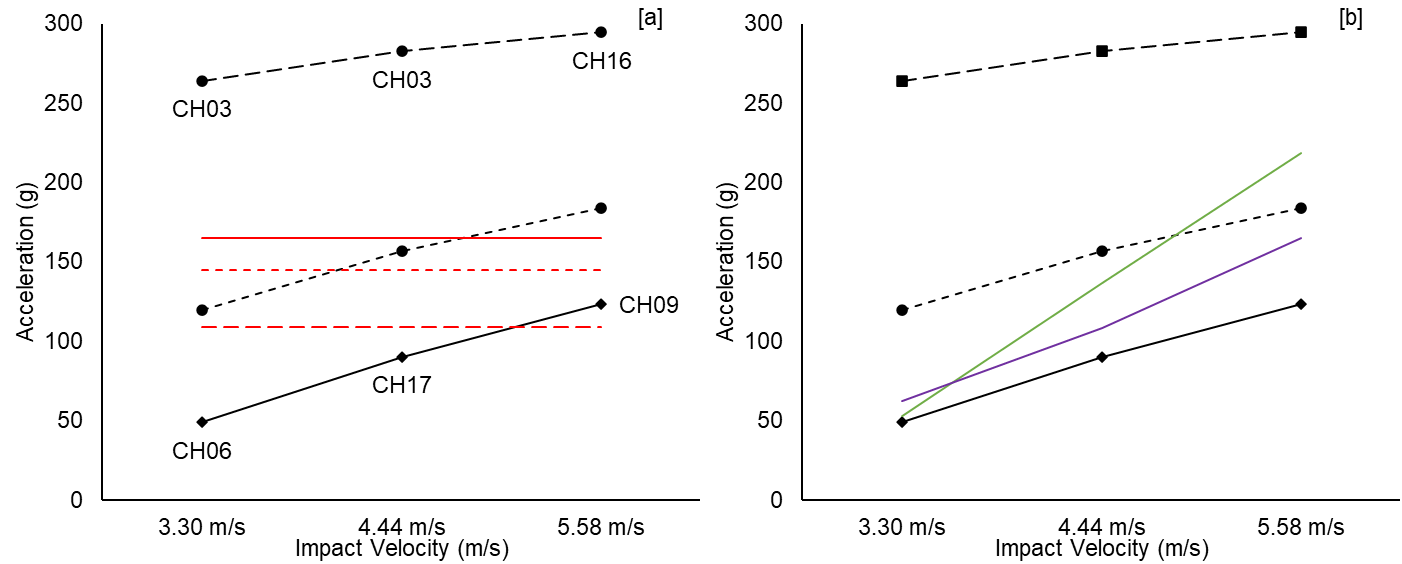 [a]
Acceleration (g)
300
250
200
150
100
50
0
CH03
CH03
CH16
CH09
CH17
CH06
3.30 m/s 4.44 m/s 5.58 m/s
Impact Velocity (m/s)
[b]
Acceleration (g)
300
250
200
150
100
50
0
3.30 m/s 4.44 m/s 5.58 m/s
Impact Velocity (m/s)